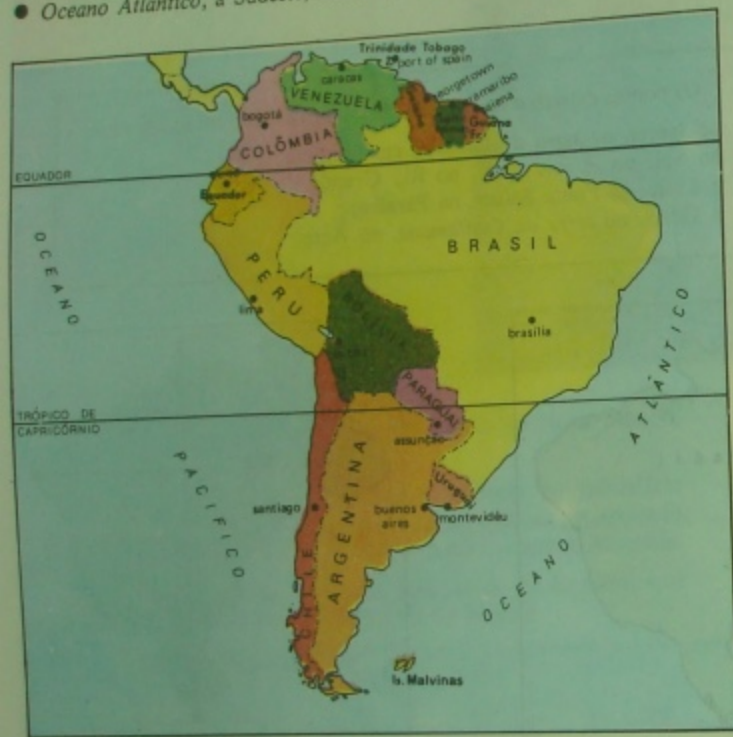 ● Oceano Atlântico, a
Trinidade Tobago
port of spain
caracas
VENEZUELA
georgetown
bogotá
COLÔMBIA
EQUADOR
Equador
OCEANO
PERU
BRASIL
lima
brasília
ATLÂNTICO
PARAGUAI
TRÓPICO DE
CAPRICÓRNIO
assunção
PACÍFICO
Uruguai
santiago
ARGENTINA
buenos
aires
montevidéu
OCEANO
CHILE
Is. Malvinas